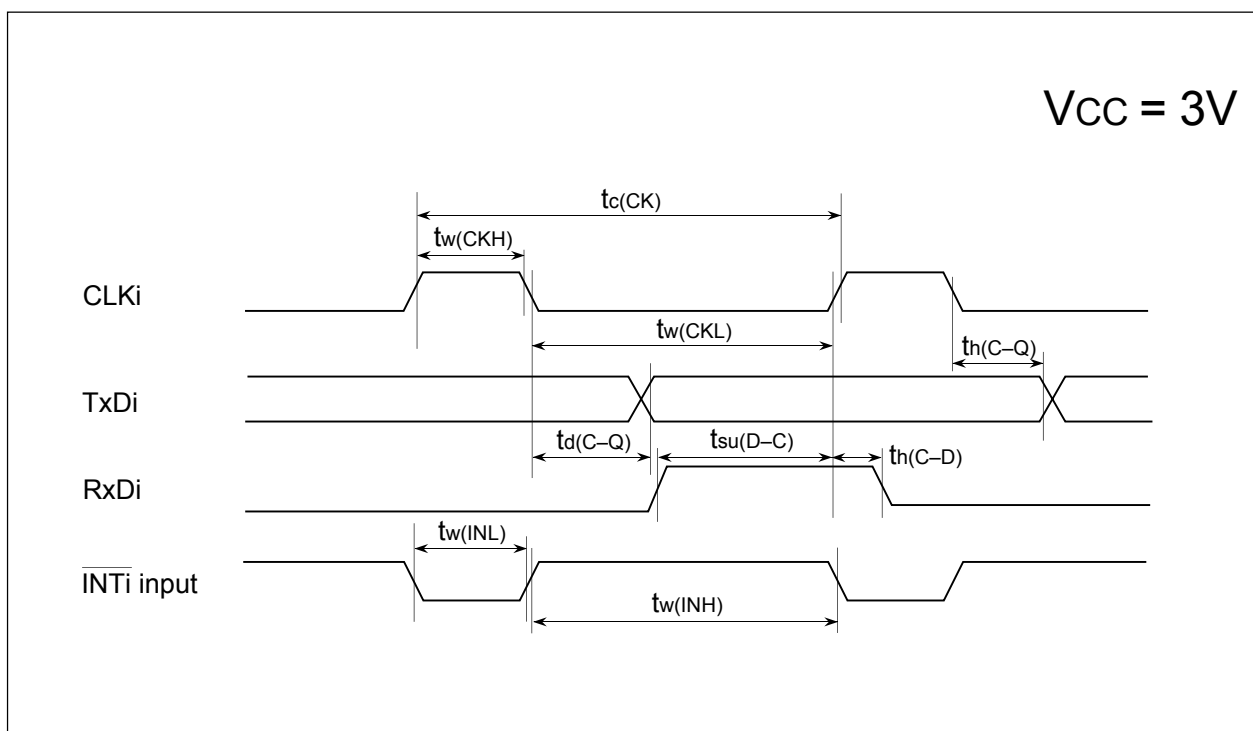 VCC = 3V
tc(CK)
tw(CKH)
CLKi
tw(CKL)
th(C–Q)
TxDi
td(C–Q)
tsu(D–C)
th(C–D)
RxDi
tw(INL)
INTi input
tw(INH)